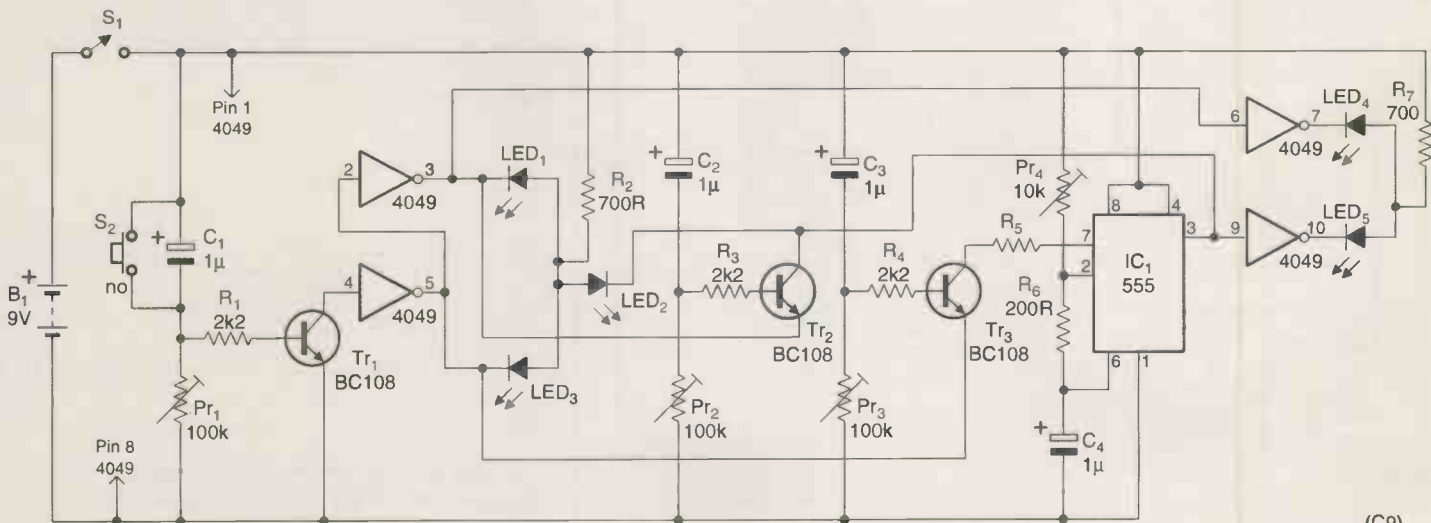 S1
Pin 1
4049
S2
no
+
C1
1µ
B1
9V
+
R1
2k2
Pr1
100k
Pin 8
4049
Tr1
BC108
2
3
4049
4
5
4049
LED1
LED2
LED3
R2
700R
+
C2
1µ
R3
2k2
Pr2
100k
Tr2
BC108
+
C3
1µ
R4
2k2
Pr3
100k
Tr3
BC108
R5
Pr4
10k
R6
200R
+
C4
1µ
8
4
7
2
3
IC1
555
6
1
6
7
4049
LED4
9
10
4049
LED5
R7
700
(C9)